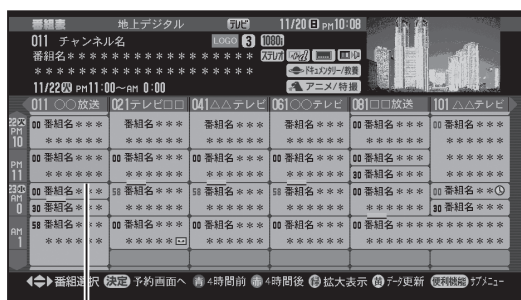 番組表 地上デジタル テレビ 11/20 日 PM10:08
011 チャンネル名 LOGO 3 1080i
番組名＊＊＊＊＊＊＊＊＊＊＊＊ ステレオ
＊＊＊＊＊＊＊＊＊＊＊＊＊＊＊ ドキュメンタリー/教養
11/22 火 PM11:00～AM 0:00 アニメ/特撮
011 ○○放送 021テレビ□□ 041△△テレビ 061○○テレビ 081□□放送 101△△テレビ
22火 PM 10 00 番組名＊＊＊ 番組名＊＊＊ 番組名＊＊＊ 00 番組名＊＊＊ 00 番組名＊＊＊ 00 番組名＊＊＊
＊＊＊＊＊ ＊＊＊＊＊ ＊＊＊＊＊ ＊＊＊＊＊ ＊＊＊＊＊ ＊＊＊＊＊
PM 11 00 番組名＊＊＊ 00 番組名＊＊＊ 00 番組名＊＊＊ 00 番組名＊＊＊ 00 番組名＊＊＊ ＊＊＊＊＊
＊＊＊＊＊ ＊＊＊＊＊ ＊＊＊＊＊ ＊＊＊＊＊ 30 番組名＊＊＊ ＊＊＊＊＊
23水 AM 0 00 番組名＊＊＊ 58 番組名＊＊＊ 58 番組名＊＊＊ 00 番組名＊＊＊ 00 番組名＊＊＊ 00 番組名＊＊
30 番組名＊＊＊ ＊＊＊＊＊ ＊＊＊＊＊ ＊＊＊＊＊ ＊＊＊＊＊ 30 番組名＊＊＊
AM 1 58 番組名＊＊＊ 00 番組名＊＊＊ 00 番組名＊＊＊ 00 番組名＊＊＊ 00 番組名＊＊＊ 00 番組名＊＊＊
＊＊＊＊＊ ＊＊＊＊＊ ＊＊＊＊＊ ＊＊＊＊＊ ＊＊＊＊＊ ＊＊＊＊＊
番組選択 決定 予約画面へ 青 4時間前 赤 4時間後 緑 拡大表示 黄 データ更新 便利機能 サブメニュー